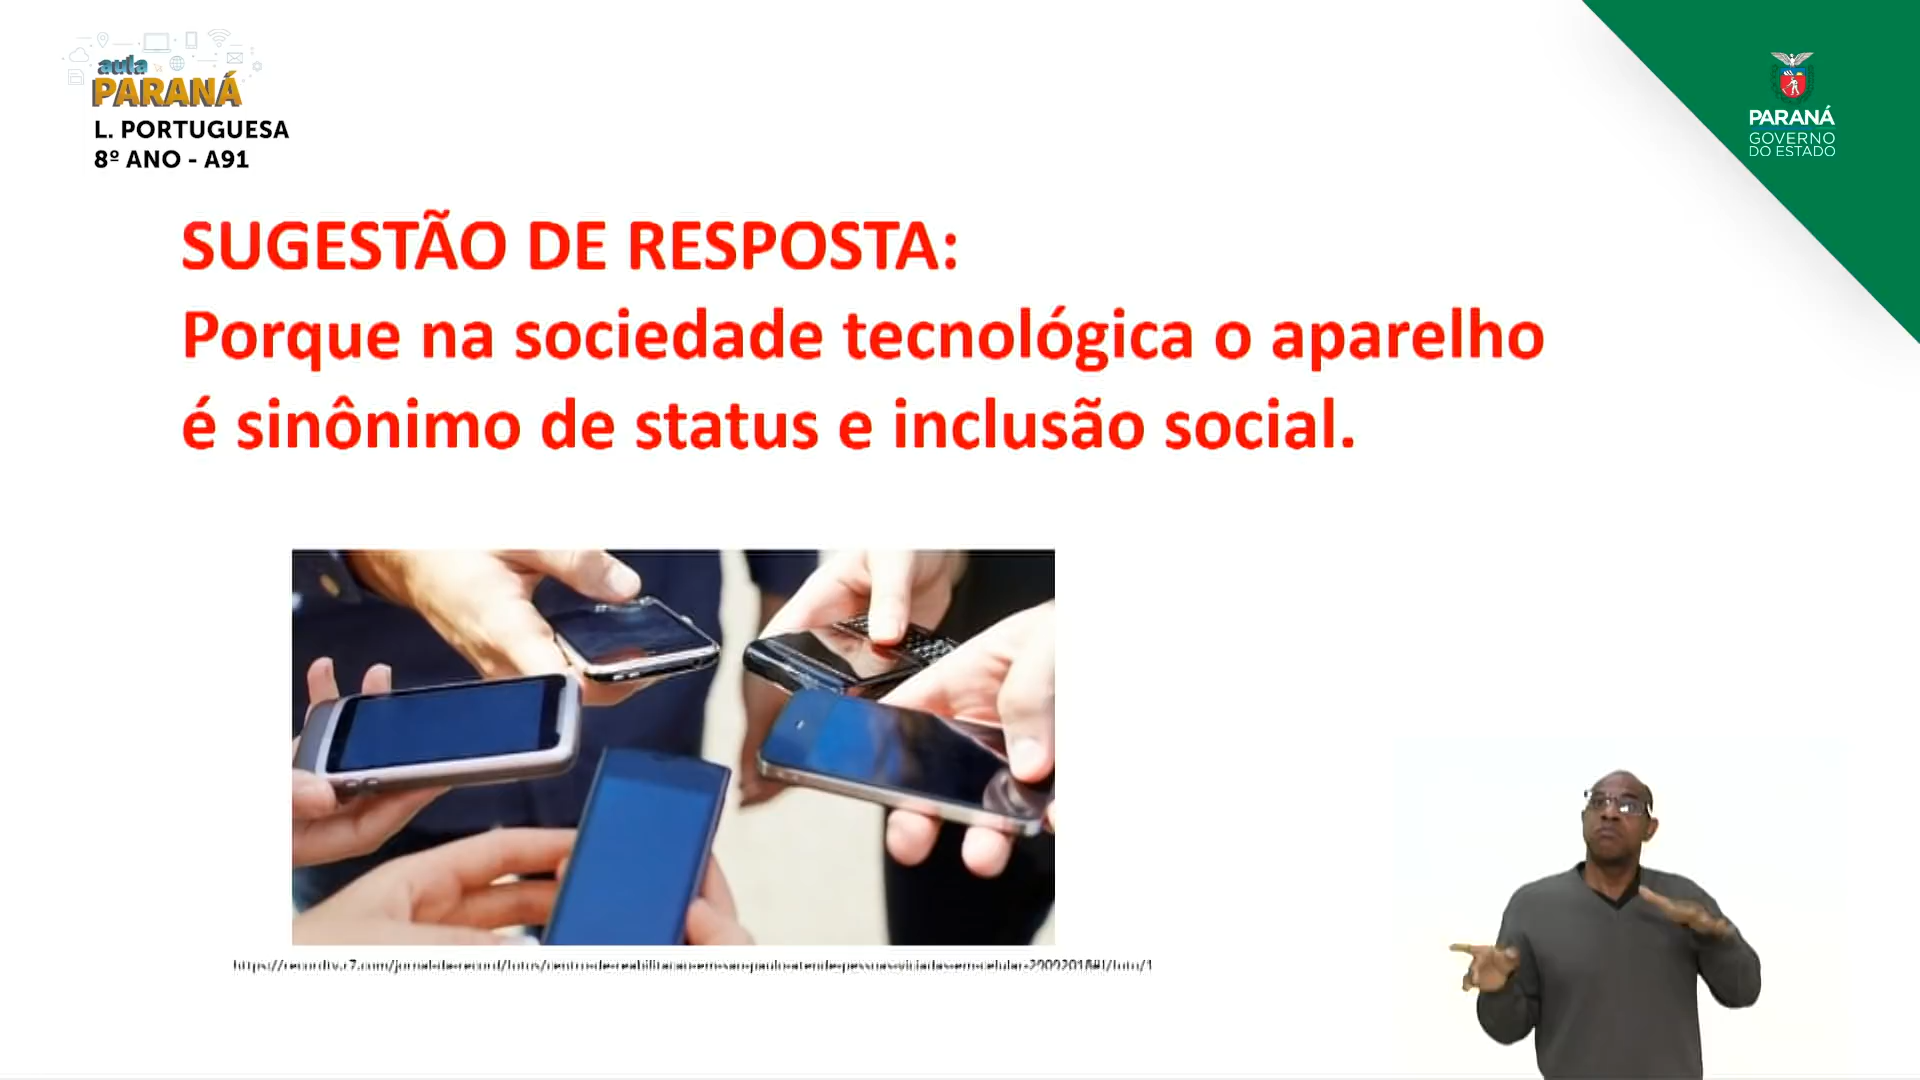 aula
PARANÁ
L. PORTUGUESA
8º ANO - A91
PARANÁ
GOVERNO
DO ESTADO
SUGESTÃO DE RESPOSTA:
Porque na sociedade tecnológica o aparelho
é sinônimo de status e inclusão social.